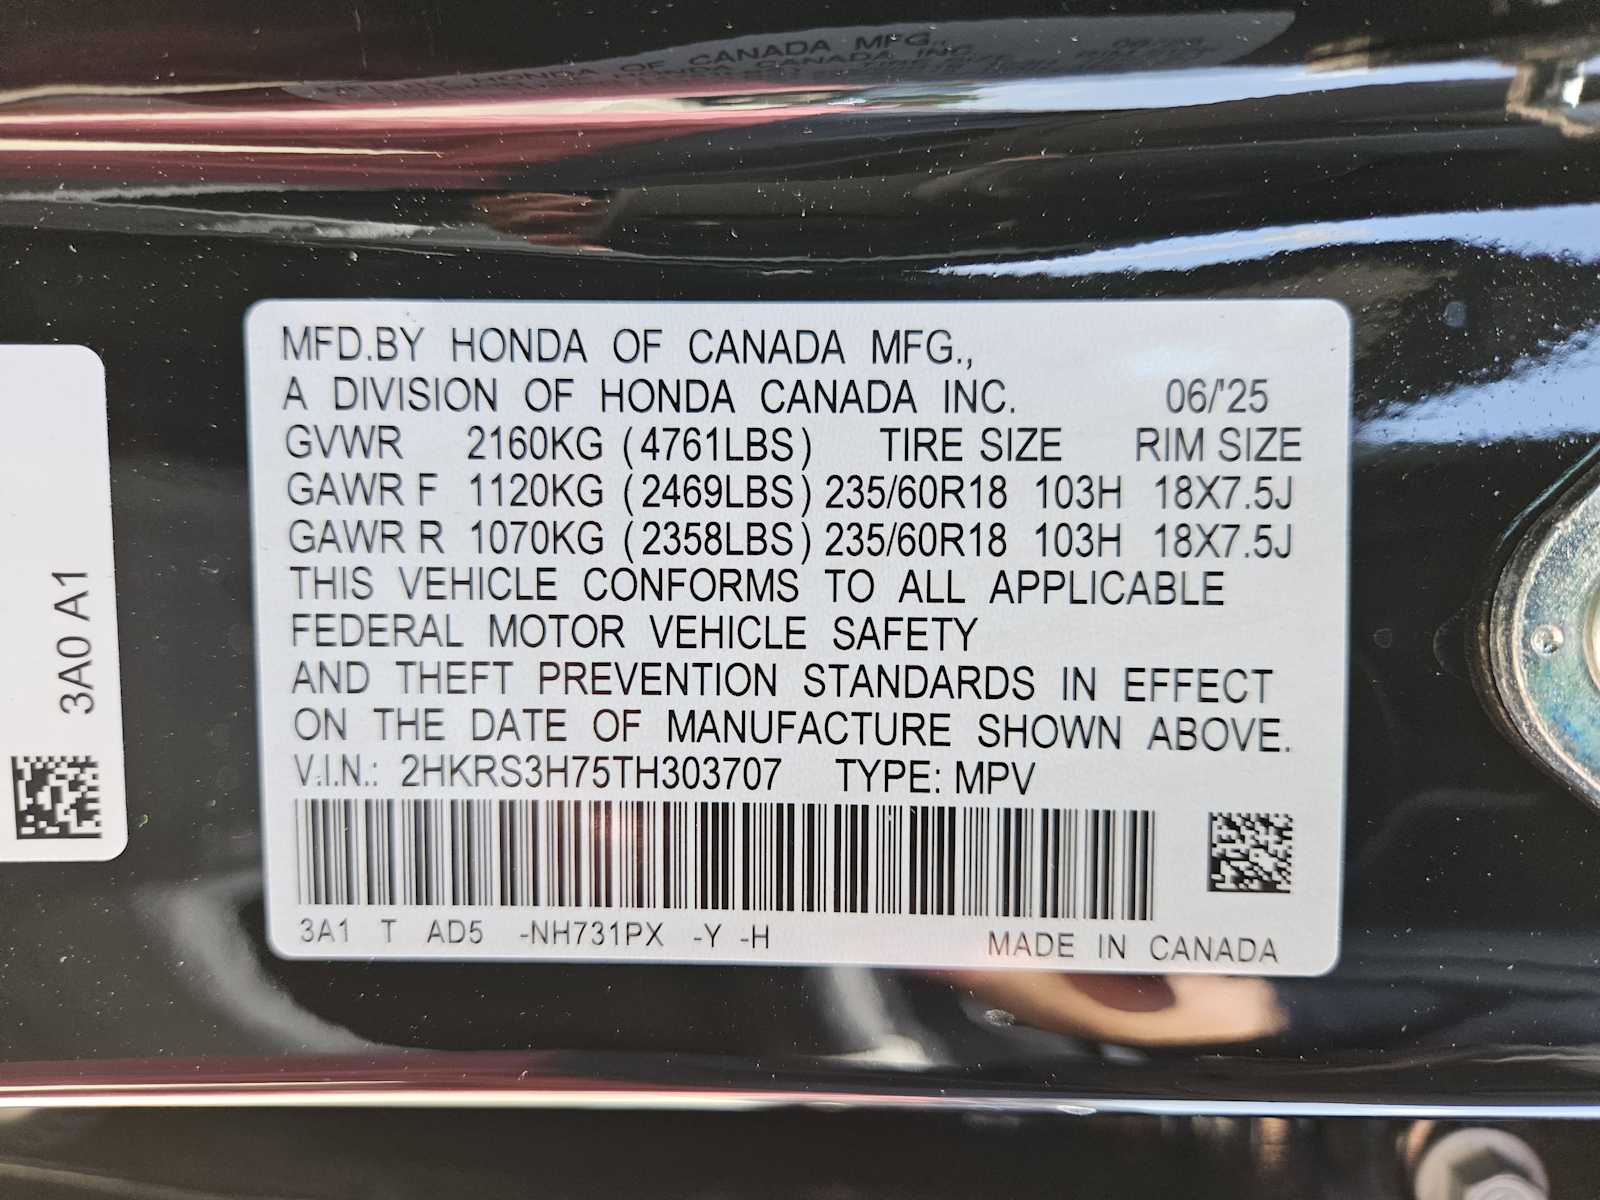 MFD.BY HONDA OF CANADA MFG.,
A DIVISION OF HONDA CANADA INC. 06/'25
GVWR 2160KG (4761LBS) TIRE SIZE RIM SIZE
GAWR F 1120KG (2469LBS) 235/60R18 103H 18X7.5J
GAWR R 1070KG (2358LBS) 235/60R18 103H 18X7.5J
THIS VEHICLE CONFORMS TO ALL APPLICABLE
FEDERAL MOTOR VEHICLE SAFETY
AND THEFT PREVENTION STANDARDS IN EFFECT
ON THE DATE OF MANUFACTURE SHOWN ABOVE.
V.I.N.: 2HKRS3H75TH303707 TYPE: MPV
3A1 T AD5 -NH731PX -Y -H MADE IN CANADA
3A0 A1